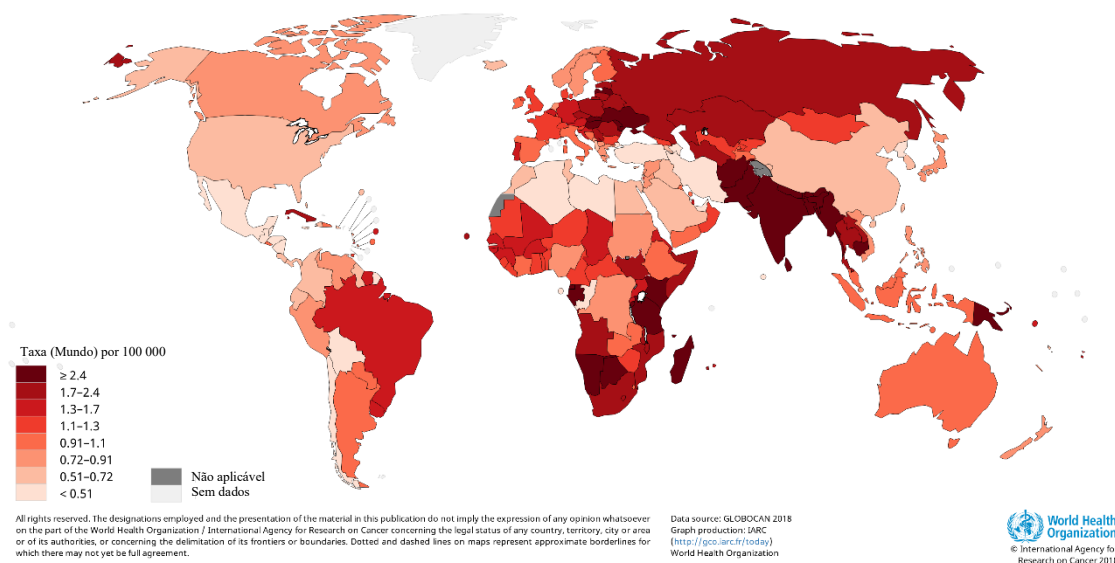 Taxa (Mundo) por 100 000
≥ 2.4
1.7–2.4
1.3–1.7
1.1–1.3
0.91–1.1
0.72–0.91
0.51–0.72
< 0.51
Não aplicável
Sem dados
All rights reserved. The designations employed and the presentation of the material in this publication do not imply the expression of any opinion whatsoever
on the part of the World Health Organization / International Agency for Research on Cancer concerning the legal status of any country, territory, city or area
or of its authorities, or concerning the delimitation of its frontiers or boundaries. Dotted and dashed lines on maps represent approximate borderlines for
which there may not yet be full agreement.
Data source: GLOBOCAN 2018
Graph production: IARC
(http://gco.iarc.fr/today)
World Health Organization
World Health
Organization
© International Agency fo
Research on Cancer 2018